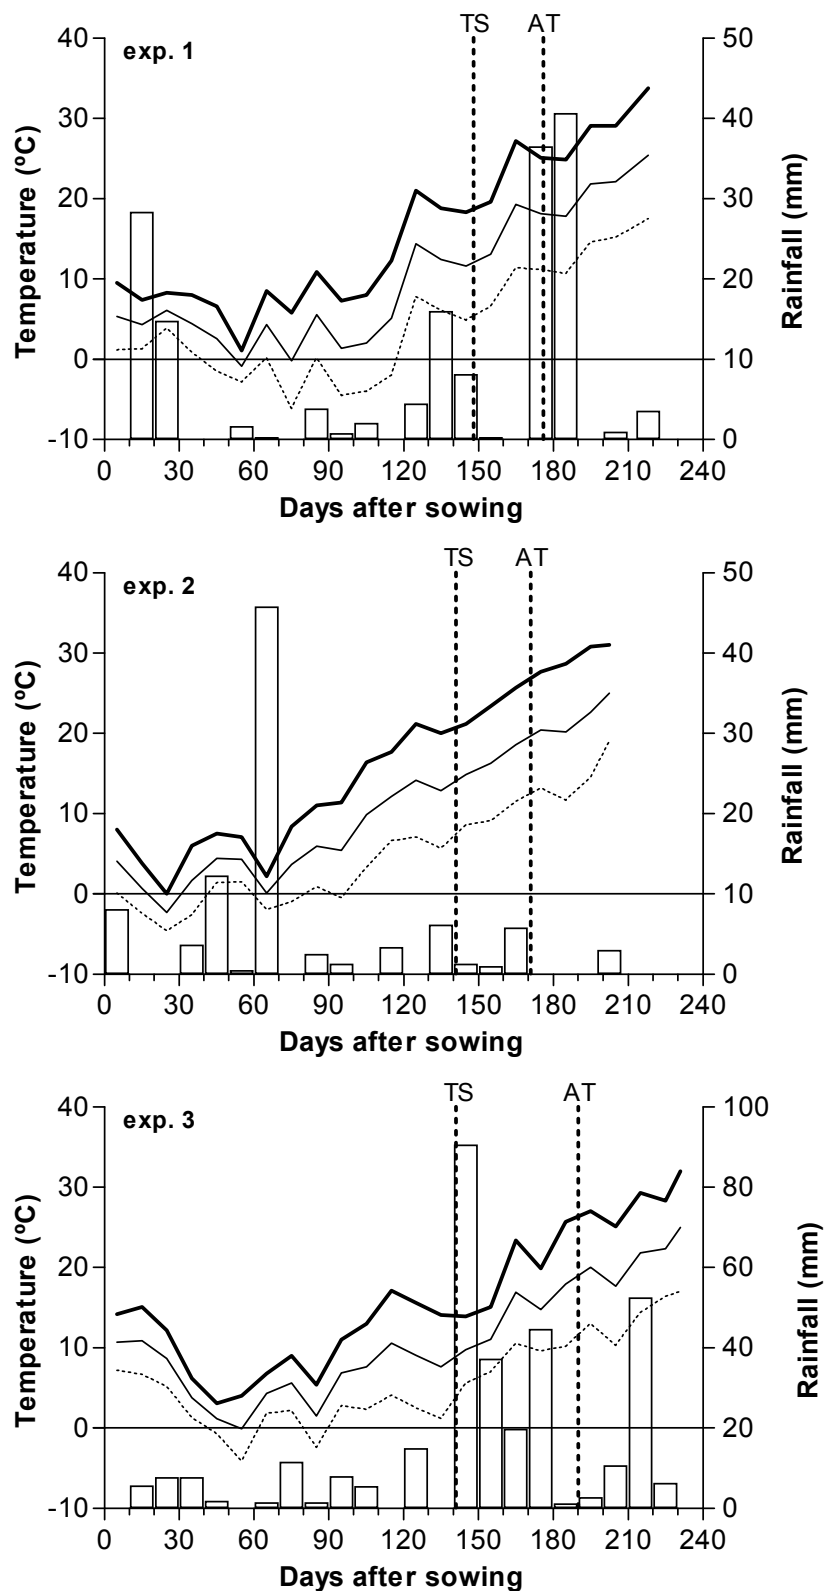 TS AT
exp. 1
40
30
20
10
0
-10
Temperature (ºC)
50
40
30
20
10
0
Rainfall (mm)
0 30 60 90 120 150 180 210 240
Days after sowing
TS AT
exp. 2
40
30
20
10
0
-10
Temperature (ºC)
50
40
30
20
10
0
Rainfall (mm)
0 30 60 90 120 150 180 210 240
Days after sowing
TS AT
exp. 3
40
30
20
10
0
-10
Temperature (ºC)
100
80
60
40
20
0
Rainfall (mm)
0 30 60 90 120 150 180 210 240
Days after sowing